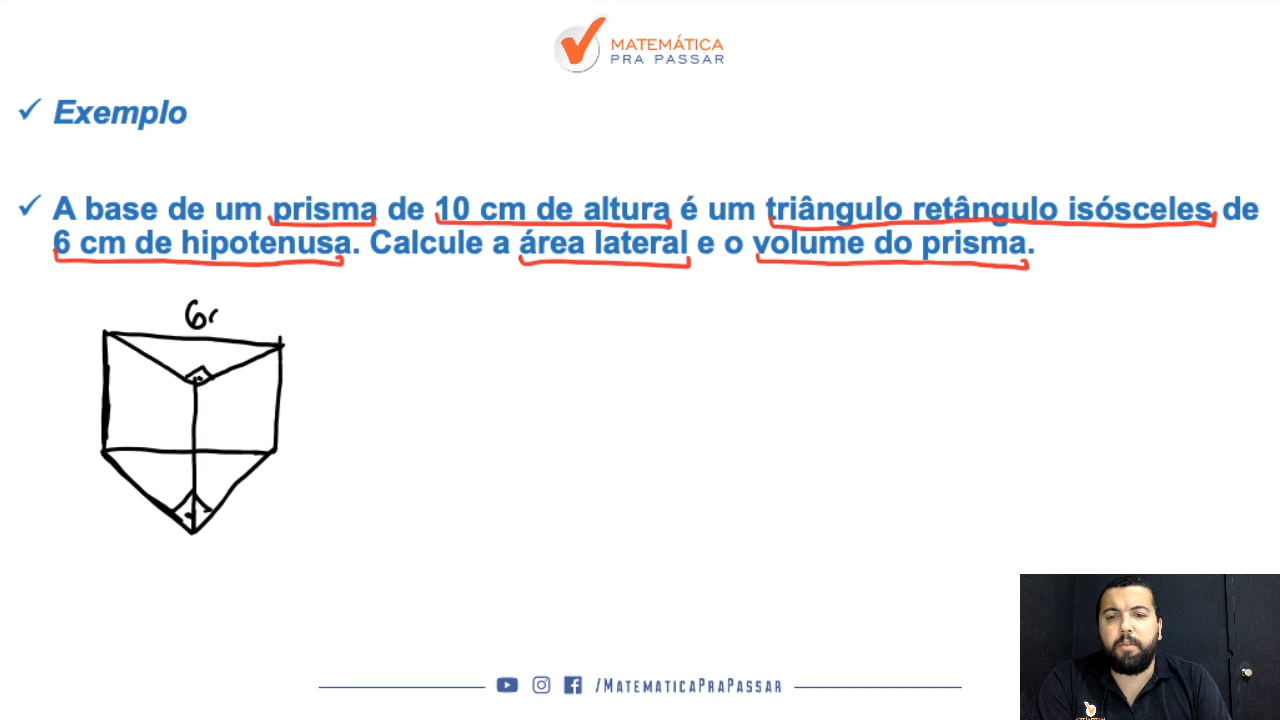 MATEMÁTICA
PRA PASSAR
Exemplo
A base de um prisma de 10 cm de altura é um triângulo retângulo isósceles de
6 cm de hipotenusa. Calcule a área lateral e o volume do prisma.
6
/MatematicaPraPassar